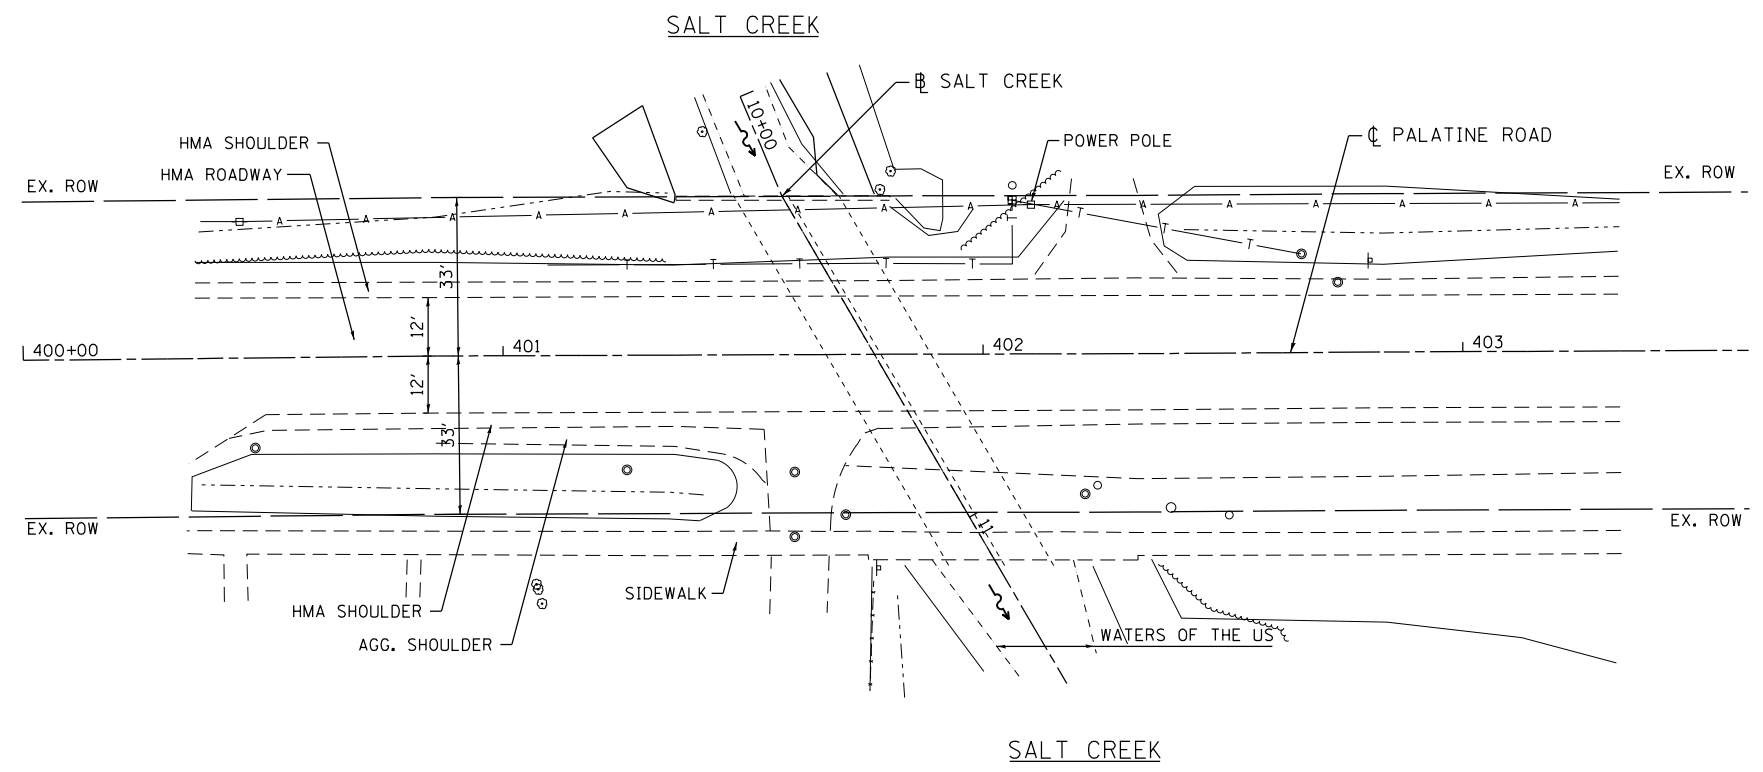 SALT CREEK
℄ SALT CREEK
10+00
HMA SHOULDER
POWER POLE
℄ PALATINE ROAD
HMA ROADWAY
EX. ROW
EX. ROW
A A A A A A A A A A A A A A A A
T T T
T T T T T
33'
12'
400+00
401
402
403
12'
33'
EX. ROW
11
EX. ROW
SIDEWALK
HMA SHOULDER
AGG. SHOULDER
WATERS OF THE US
SALT CREEK